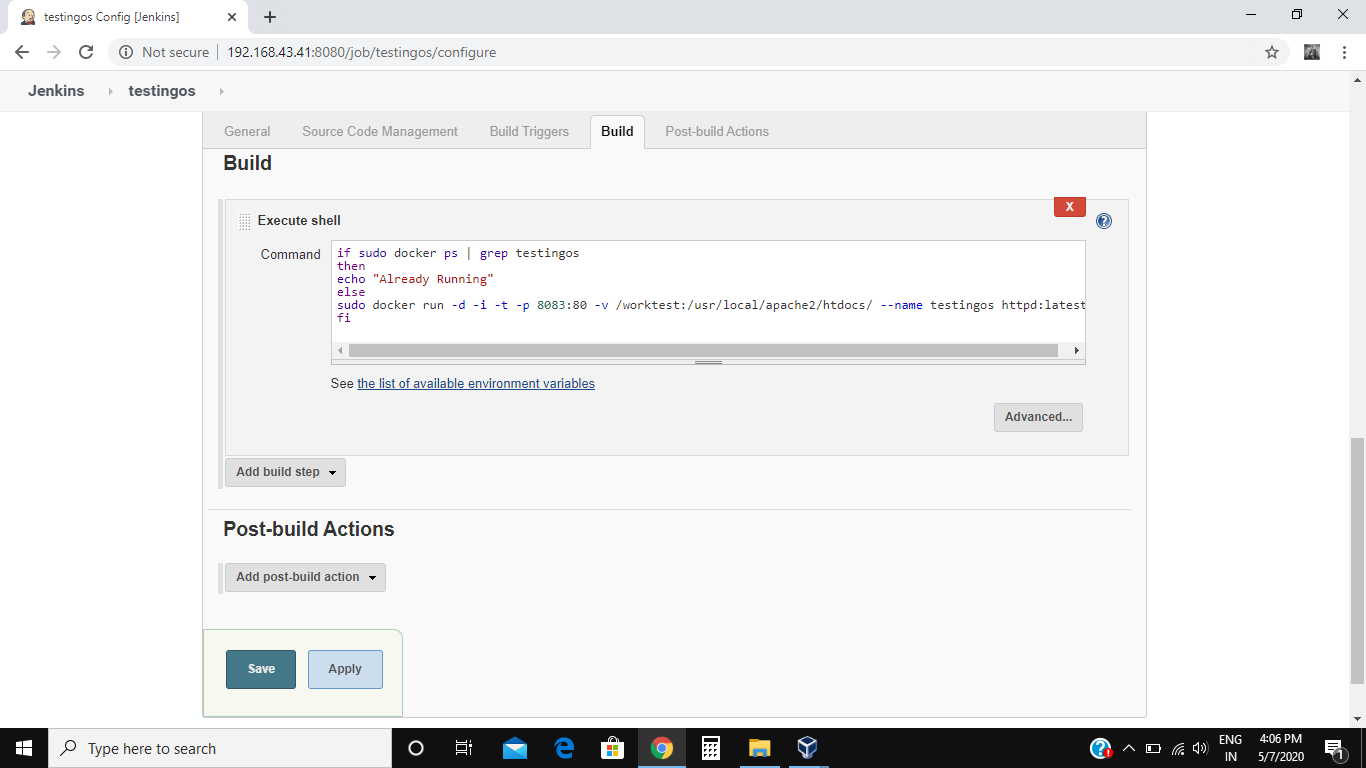 testingos Config [Jenkins]
Not secure
192.168.43.41:8080/job/testingos/configure
Jenkins
testingos
General
Source Code Management
Build Triggers
Build
Post-build Actions
Build
Execute shell
X
?
Command
if sudo docker ps | grep testingos
then
echo "Already Running"
else
sudo docker run -d -i -t -p 8083:80 -v /worktest:/usr/local/apache2/htdocs/ --name testingos httpd:latest
fi
See the list of available environment variables
Advanced...
Add build step
Post-build Actions
Add post-build action
Save
Apply
Type here to search
ENG
IN
4:06 PM
5/7/2020
1